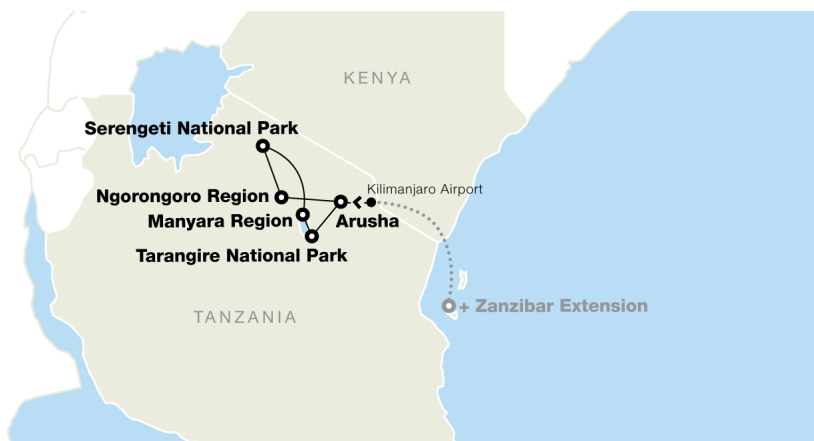 KENYA
Serengeti National Park
Kilimanjaro Airport
Ngorongoro Region
Manyara Region
Arusha
Tarangire National Park
+ Zanzibar Extension
TANZANIA